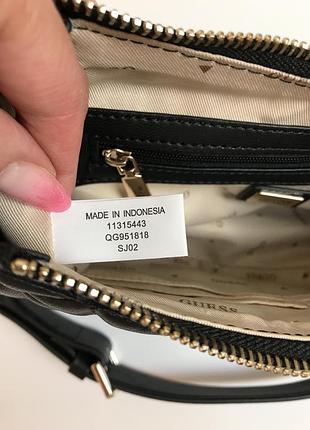 MADE IN INDONESIA
11315443
QG951818
SJ02
GUESS